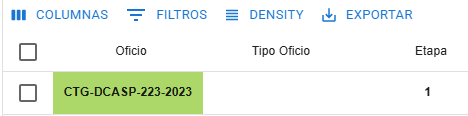 COLUMNAS FILTROS DENSITY EXPORTAR
Oficio Tipo Oficio Etapa
CTG-DCASP-223-2023 1